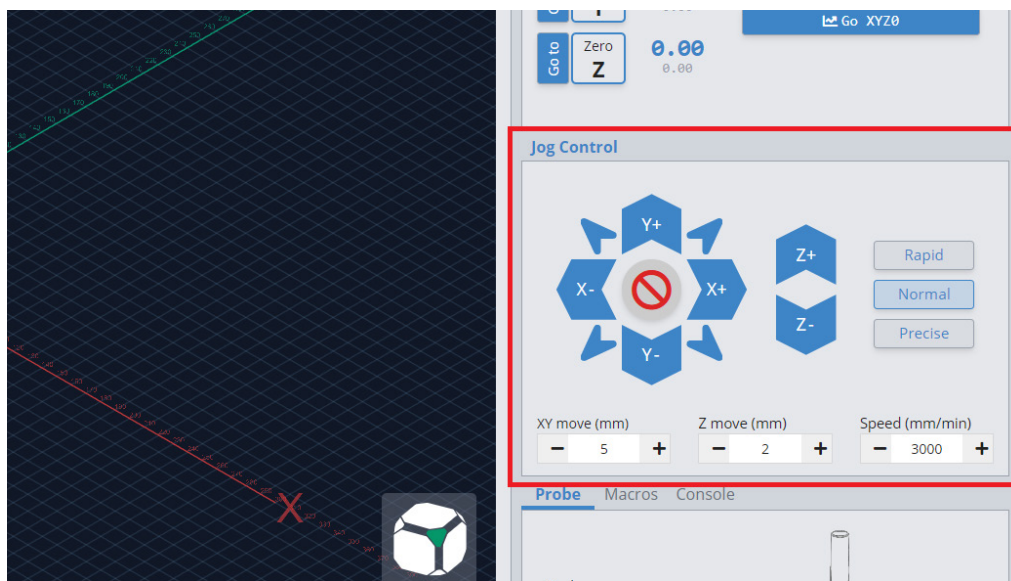 Go XYZ0
Go to
Zero
Z
0.00
0.00
Jog Control
Y+
X-
X+
Y-
Z+
Z-
Rapid
Normal
Precise
XY move (mm)
Z move (mm)
Speed (mm/min)
− 5 +
− 2 +
− 3000 +
Probe Macros Console
X